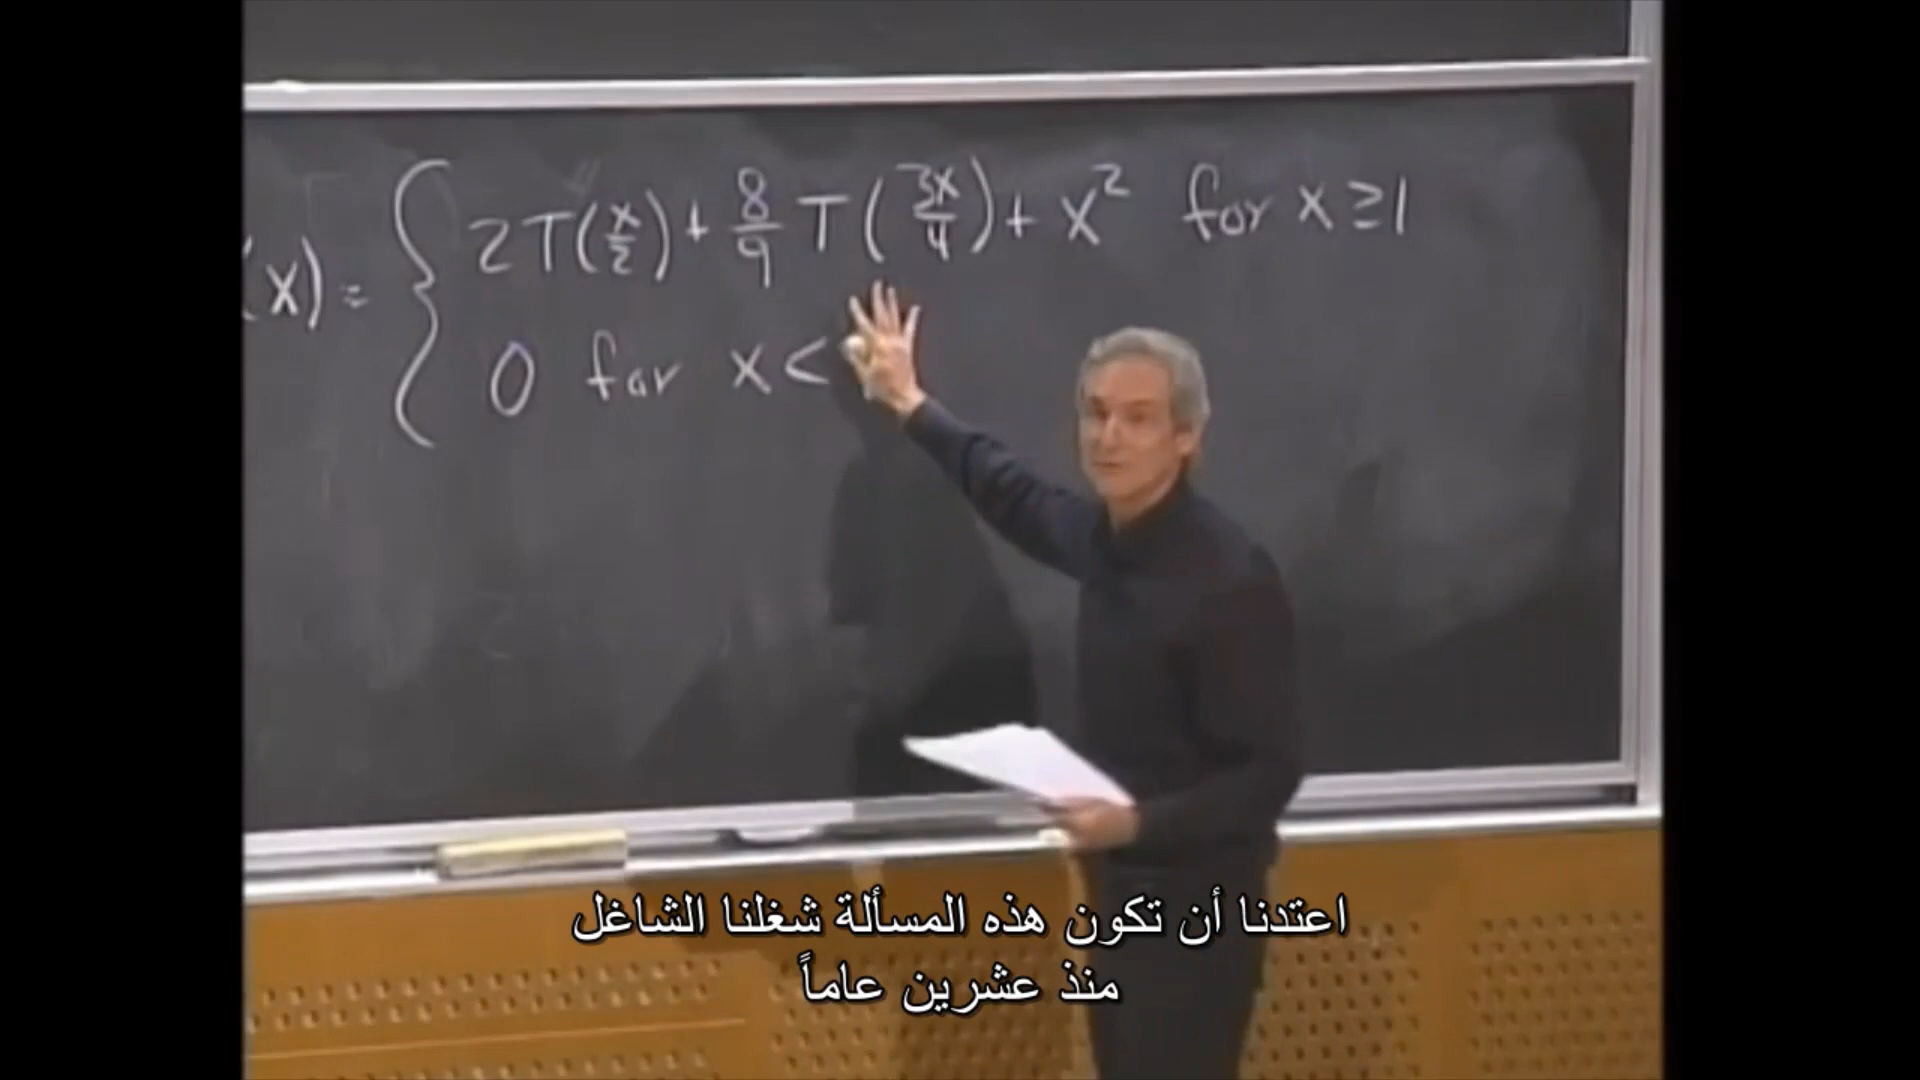 (x) = { 2T(x/2) + 8/9 T(3x/4) + x² for x ≥ 1
0 for x <
اعتدنا أن تكون هذه المسألة شغلنا الشاغل
منذ عشرين عاماً